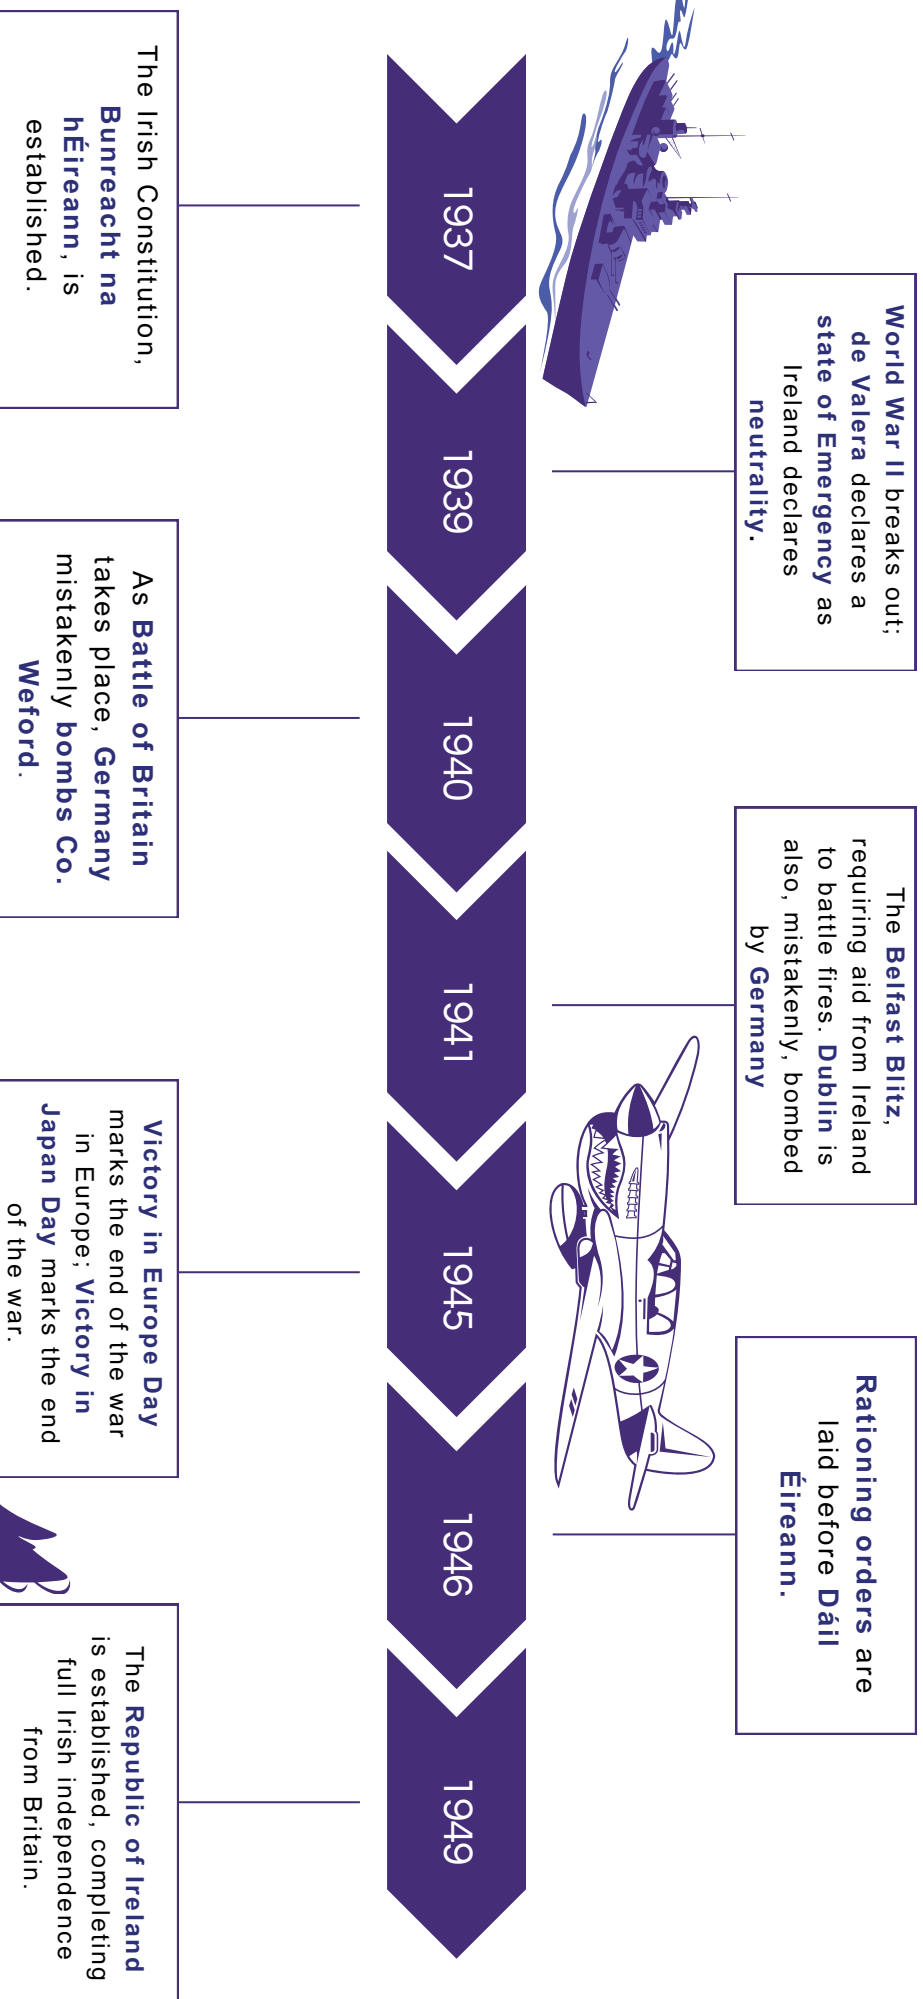 World War II breaks out;
de Valera declares a
state of Emergency as
Ireland declares
neutrality.
The Belfast Blitz,
requiring aid from Ireland
to battle fires. Dublin is
also, mistakenly, bombed
by Germany
Rationing orders are
laid before Dáil
Éireann.
1937
1939
1940
1941
1945
1946
1949
The Irish Constitution,
Bunreacht na
hÉireann, is
established.
As Battle of Britain
takes place, Germany
mistakenly bombs Co.
Weford.
Victory in Europe Day
marks the end of the war
in Europe; Victory in
Japan Day marks the end
of the war.
The Republic of Ireland
is established, completing
full Irish independence
from Britain.